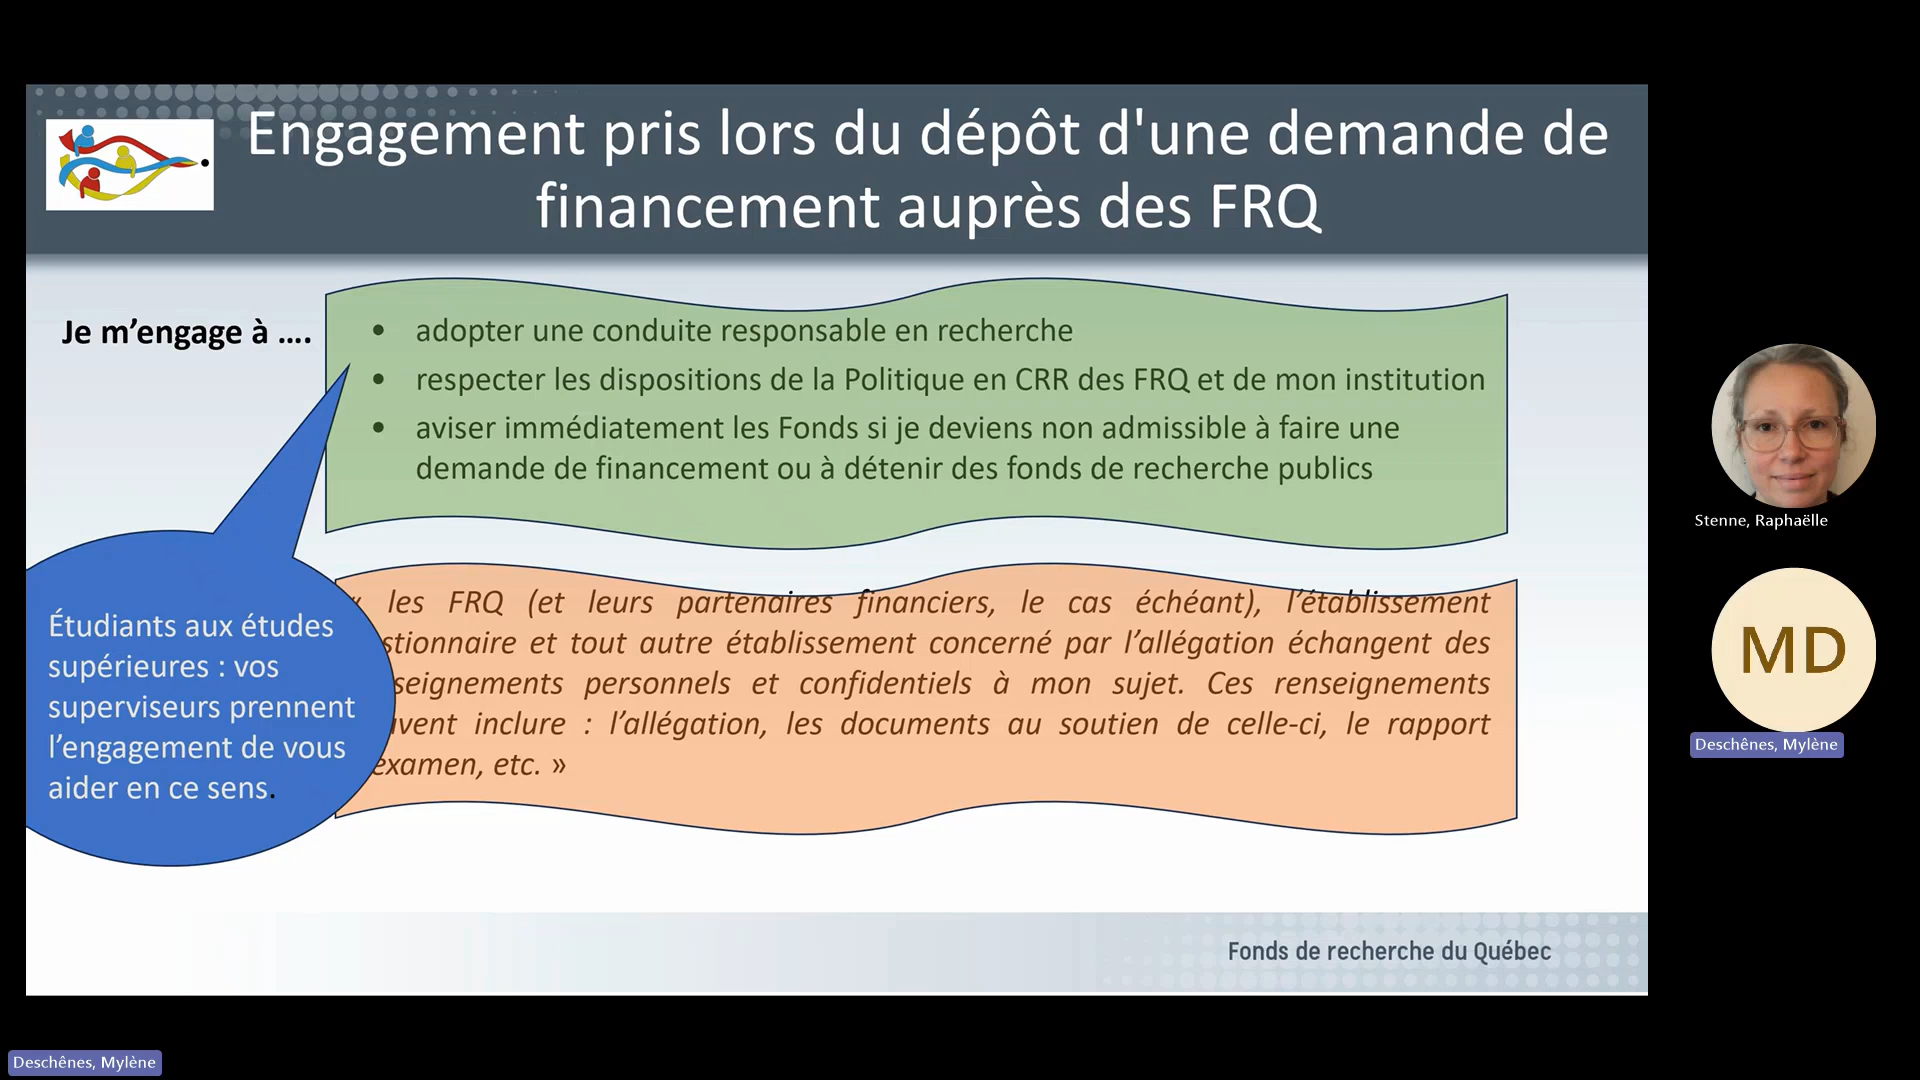 Engagement pris lors du dépôt d'une demande de
financement auprès des FRQ
Je m’engage à ....
• adopter une conduite responsable en recherche
• respecter les dispositions de la Politique en CRR des FRQ et de mon institution
• aviser immédiatement les Fonds si je deviens non admissible à faire une
demande de financement ou à détenir des fonds de recherche publics
Étudiants aux études
supérieures : vos
superviseurs prennent
l’engagement de vous
aider en ce sens.
« les FRQ (et leurs partenaires financiers, le cas échéant), l’établissement
stionnaire et tout autre établissement concerné par l’allégation échangent des
seignements personnels et confidentiels à mon sujet. Ces renseignements
vent inclure : l’allégation, les documents au soutien de celle-ci, le rapport
examen, etc. »
Fonds de recherche du Québec
Stenne, Raphaëlle
MD
Deschênes, Mylène
Deschênes, Mylène